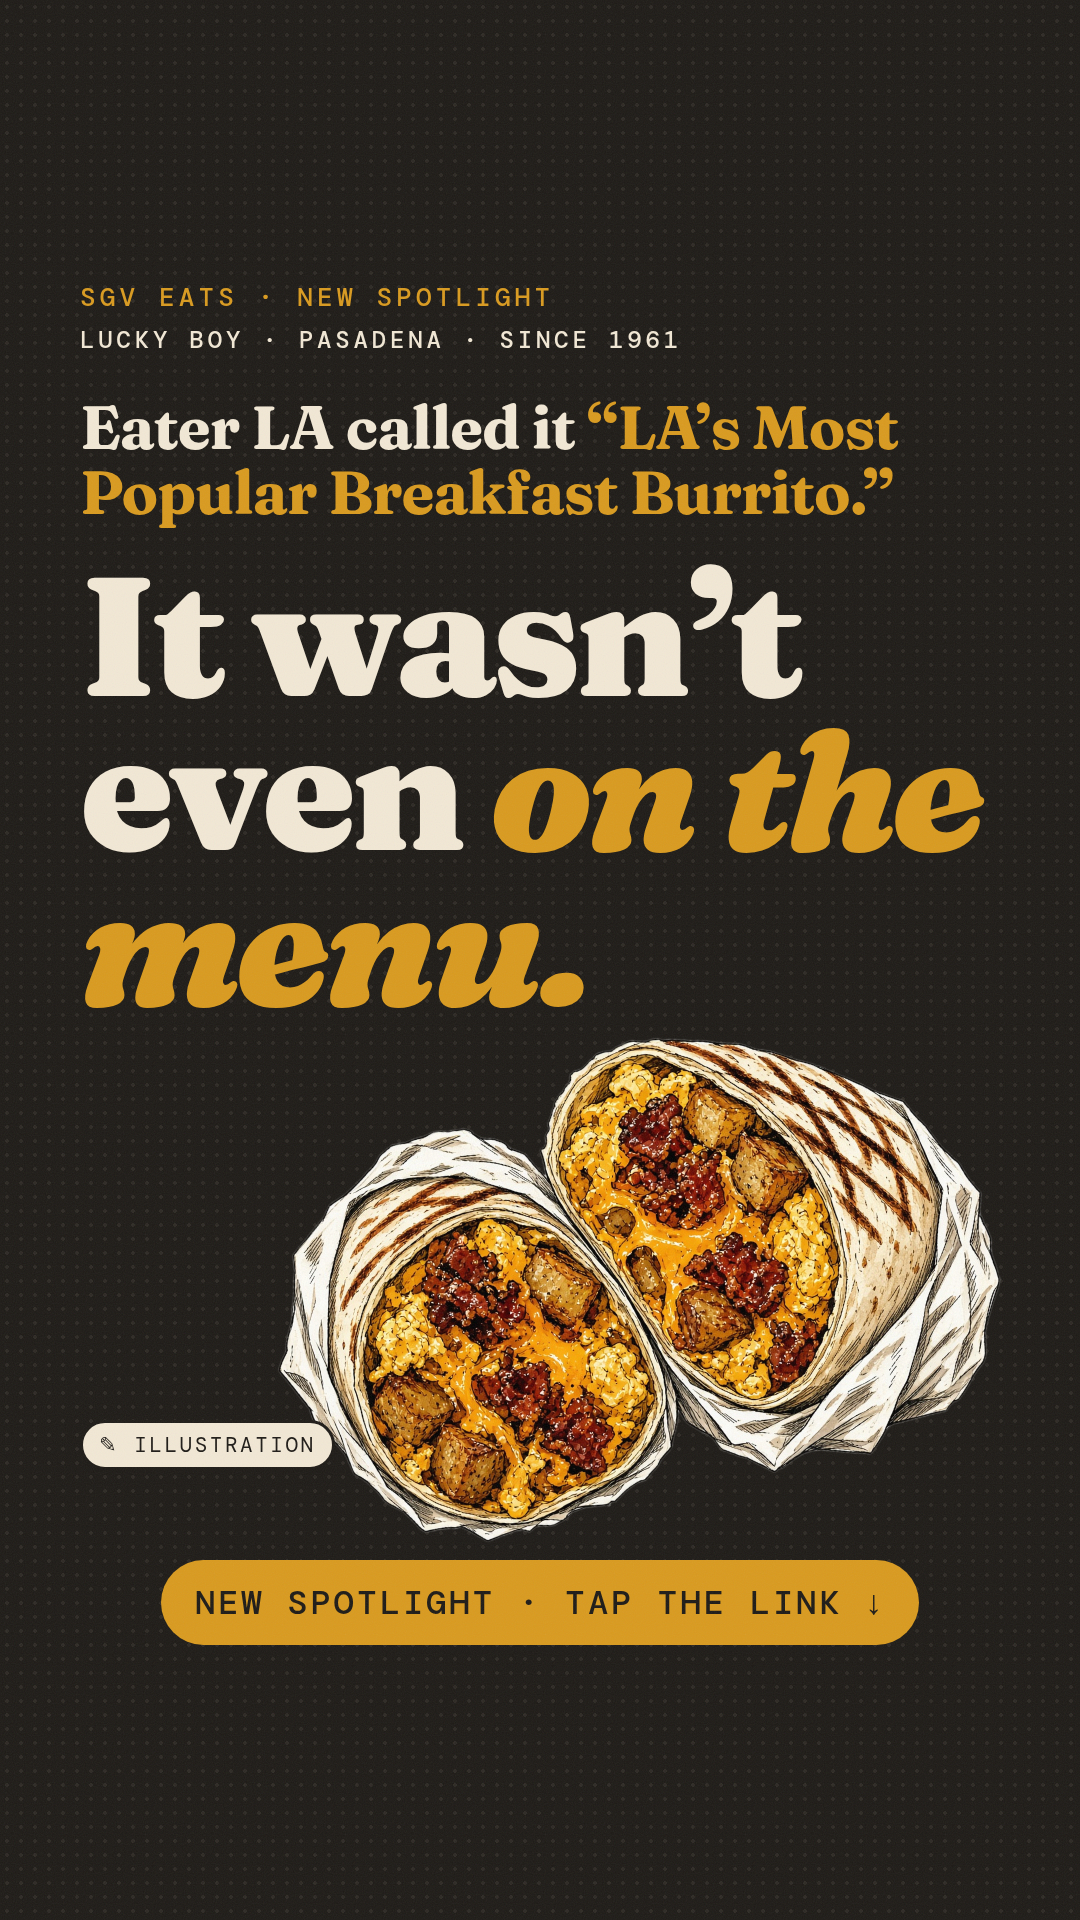 SGV EATS · NEW SPOTLIGHT
LUCKY BOY · PASADENA · SINCE 1961
Eater LA called it “LA’s Most
Popular Breakfast Burrito.”
It wasn’t
even on the
menu.
✎ ILLUSTRATION
NEW SPOTLIGHT · TAP THE LINK ↓